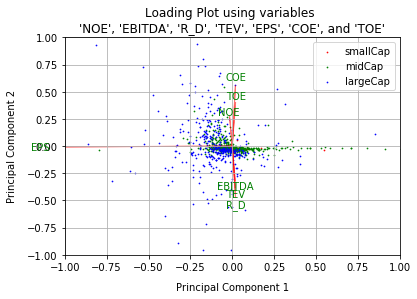 Loading Plot using variables
'NOE', 'EBITDA', 'R_D', 'TEV', 'EPS', 'COE', and 'TOE'
1.00
smallCap
midCap
largeCap
0.75
COE
0.50
TOE
NOE
0.25
Principal Component 2
EPS
0.00
−0.25
EBITDA
TEV
−0.50
R_D
−0.75
−1.00
−1.00 −0.75 −0.50 −0.25 0.00 0.25 0.50 0.75 1.00
Principal Component 1